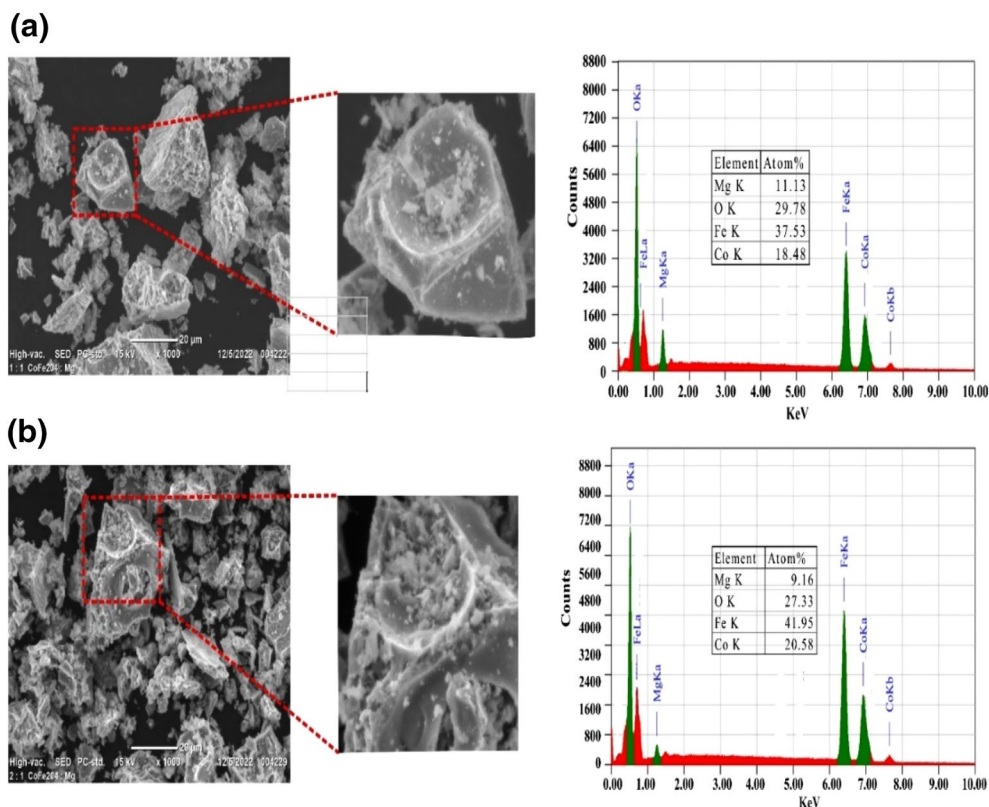 (a)
High-vac. SED PC-std. 15 kV x 1000 20 µm 12/6/2022 004222
1:1 CoFe2O4: Mg
8800
8000
7200
6400
5600
4800
4000
3200
2400
1600
800
0
Counts
OKa
FeLa
MgKa
FeKa
CoKa
CoKb
Element Atom%
Mg K 11.13
O K 29.78
Fe K 37.53
Co K 18.48
0.00 1.00 2.00 3.00 4.00 5.00 6.00 7.00 8.00 9.00 10.00
KeV
(b)
High-vac. SED PC-std. 15 kV x 1000 20 µm 12/6/2022 004229
2:1 CoFe2O4: Mg
8800
8000
7200
6400
5600
4800
4000
3200
2400
1600
800
0
Counts
OKa
FeLa
MgKa
FeKa
CoKa
CoKb
Element Atom%
Mg K 9.16
O K 27.33
Fe K 41.95
Co K 20.58
0.00 1.00 2.00 3.00 4.00 5.00 6.00 7.00 8.00 9.00 10.00
KeV